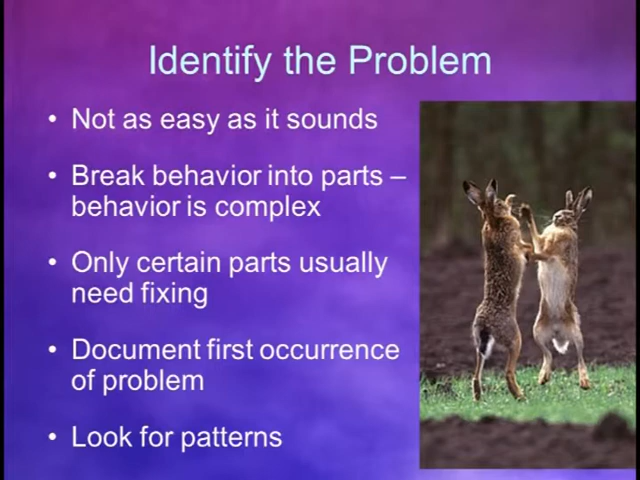 Identify the Problem
• Not as easy as it sounds
• Break behavior into parts –
behavior is complex
• Only certain parts usually
need fixing
• Document first occurrence
of problem
• Look for patterns